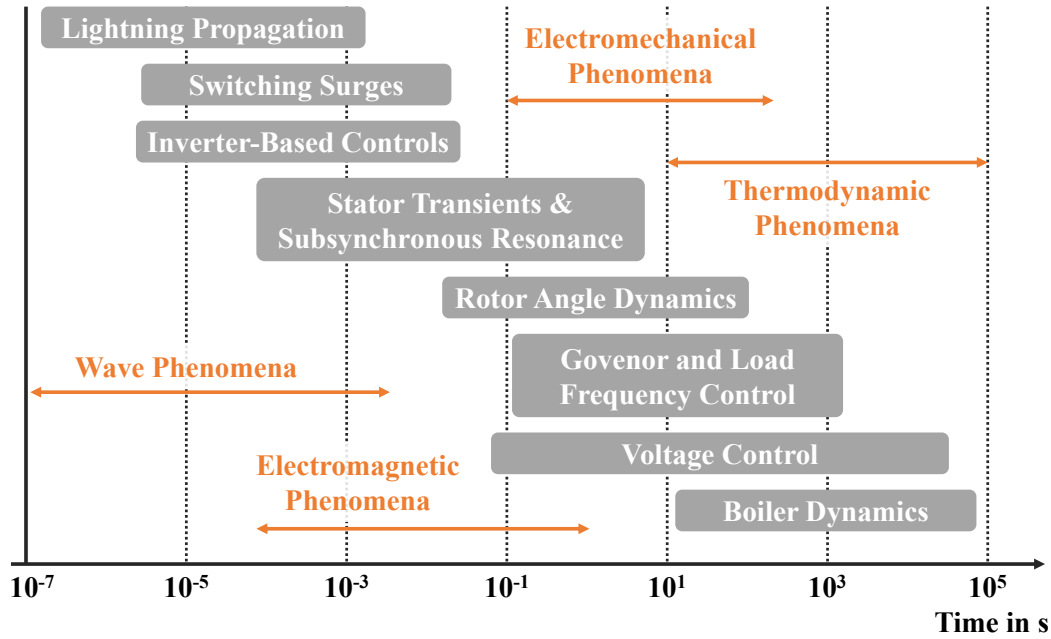 Lightning Propagation
Electromechanical
Phenomena
Switching Surges
Inverter-Based Controls
Thermodynamic
Phenomena
Stator Transients &
Subsynchronous Resonance
Rotor Angle Dynamics
Wave Phenomena
Govenor and Load
Frequency Control
Voltage Control
Electromagnetic
Phenomena
Boiler Dynamics
10⁻⁷ 10⁻⁵ 10⁻³ 10⁻¹ 10¹ 10³ 10⁵
Time in s